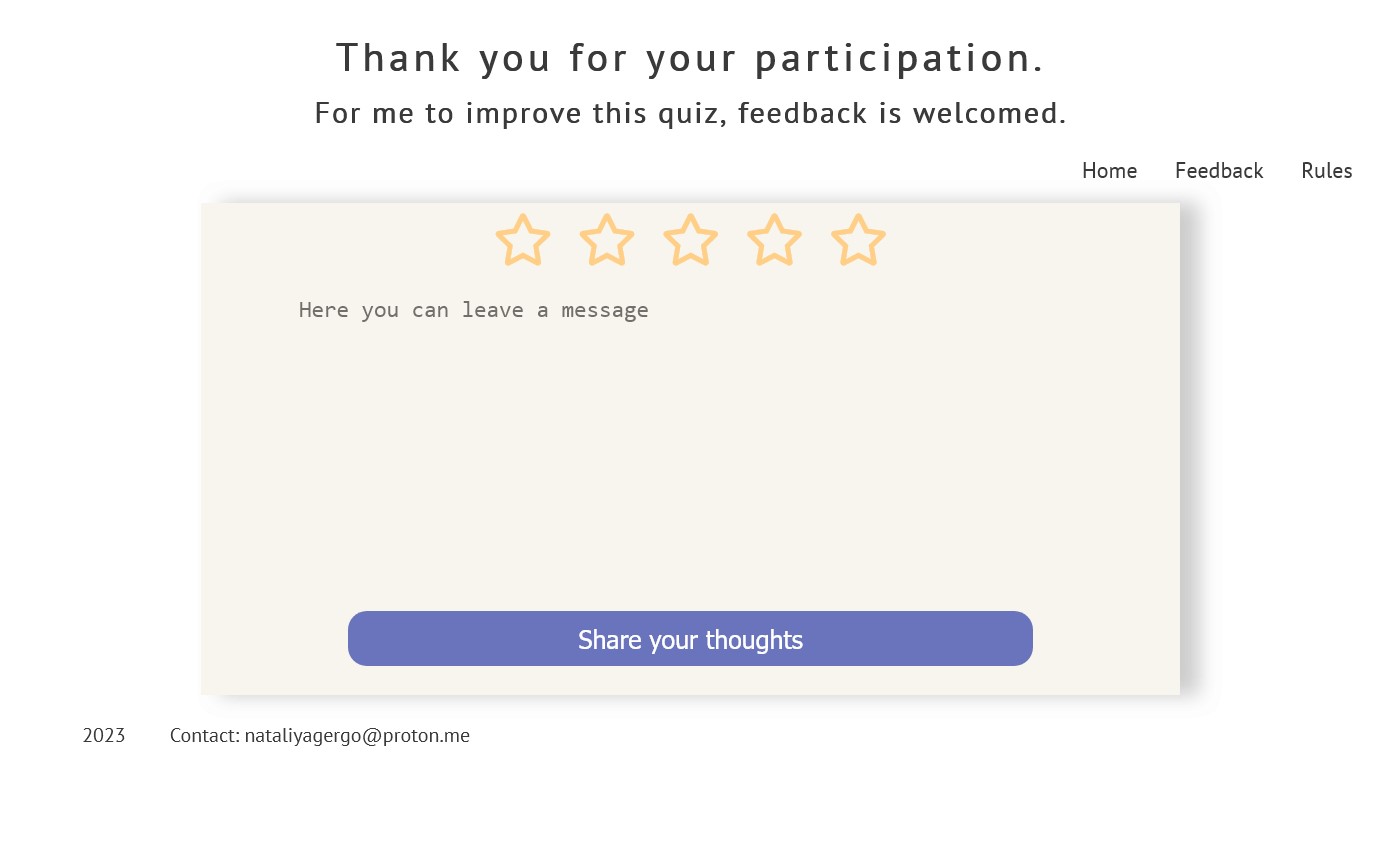 Thank you for your participation.
For me to improve this quiz, feedback is welcomed.
Home Feedback Rules
Here you can leave a message
Share your thoughts
2023 Contact: nataliyagergo@proton.me